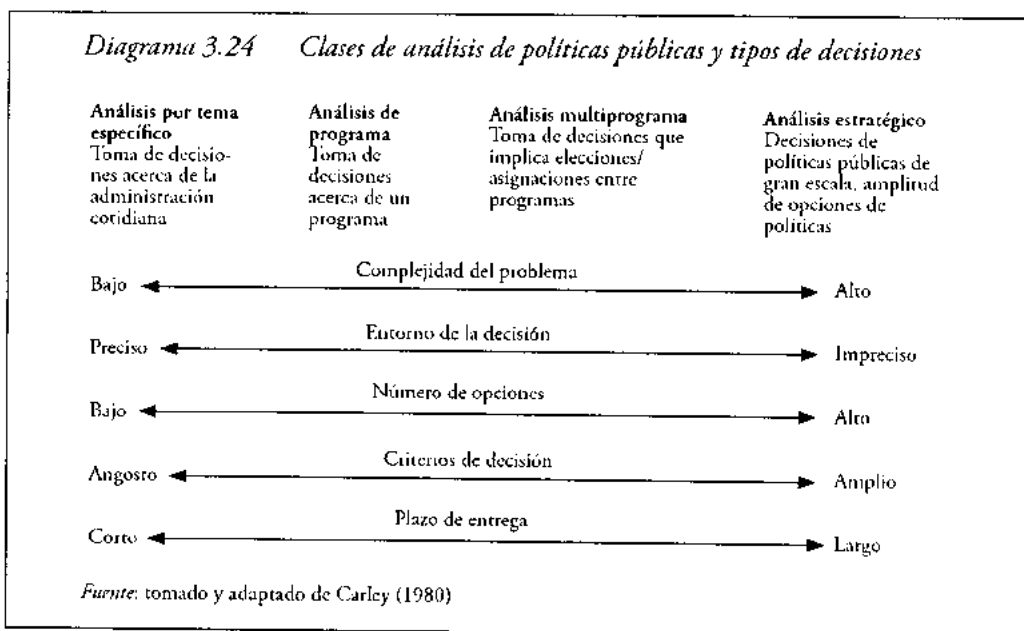 Diagrama 3.24 Clases de análisis de políticas públicas y tipos de decisiones
Análisis por tema
específico
Toma de decisio-
nes acerca de la
administración
cotidiana
Análisis de
programa
Toma de
decisiones
acerca de un
programa
Análisis multiprograma
Toma de decisiones que
implica elecciones/
asignaciones entre
programas
Análisis estratégico
Decisiones de
políticas públicas de
gran escala, amplitud
de opciones de
políticas
Complejidad del problema
Bajo Alto
Entorno de la decisión
Preciso Impreciso
Número de opciones
Bajo Alto
Criterios de decisión
Angosto Amplio
Plazo de entrega
Corto Largo
Fuente: tomado y adaptado de Carley (1980)